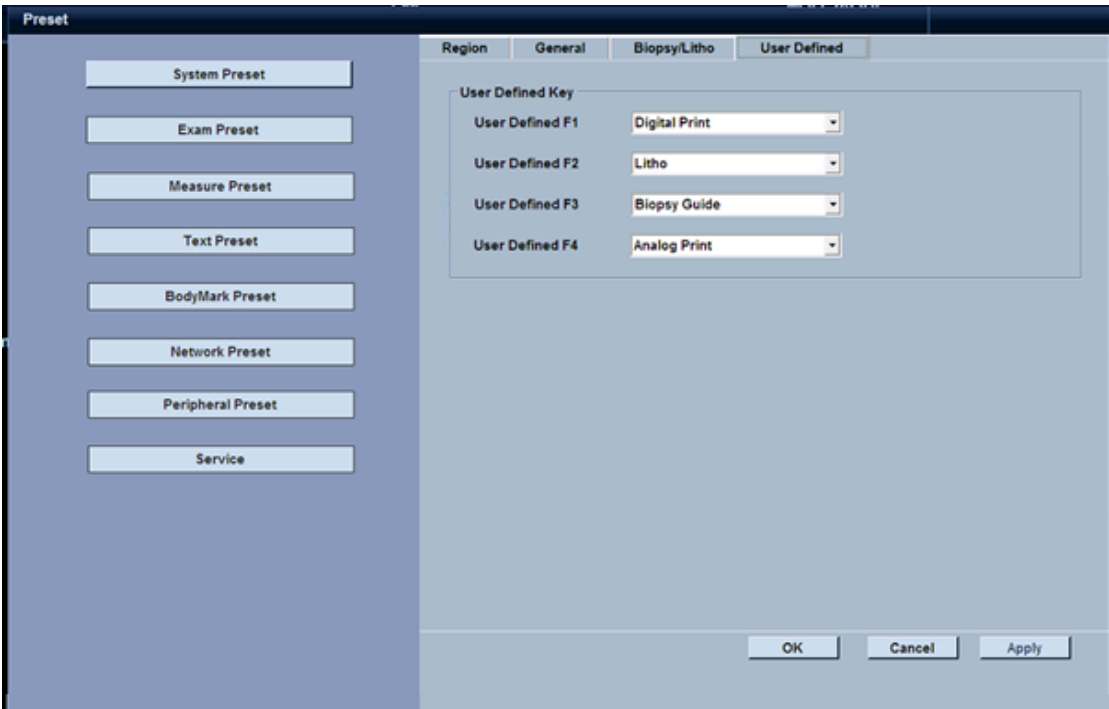 Preset
System Preset
Exam Preset
Measure Preset
Text Preset
BodyMark Preset
Network Preset
Peripheral Preset
Service
Region General Biopsy/Litho User Defined
User Defined Key
User Defined F1 Digital Print
User Defined F2 Litho
User Defined F3 Biopsy Guide
User Defined F4 Analog Print
OK Cancel Apply